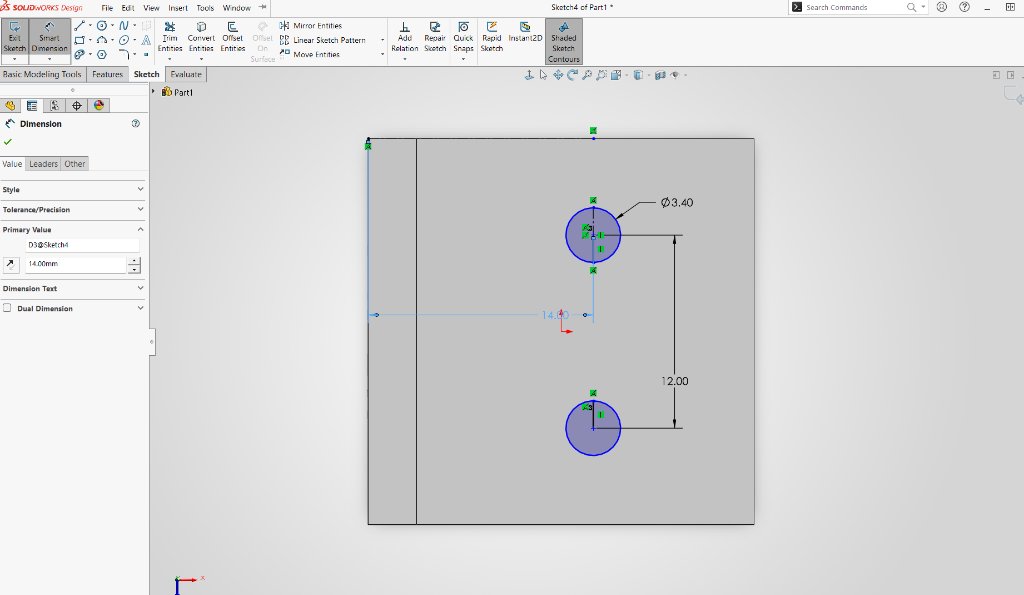 SOLIDWORKS Design File Edit View Insert Tools Window Sketch4 of Part1 * Search Commands
Exit Sketch
Smart Dimension
Trim Entities
Convert Entities
Offset Entities
Offset On Surface
Mirror Entities
Linear Sketch Pattern
Move Entities
Add Relation
Repair Sketch
Quick Snaps
Rapid Sketch
Instant2D
Shaded Sketch Contours
Basic Modeling Tools Features Sketch Evaluate
Part1
Dimension
Value Leaders Other
Style
Tolerance/Precision
Primary Value
D3@Sketch4
14.00mm
Dimension Text
Dual Dimension
Ø3.40
14.00
12.00
X